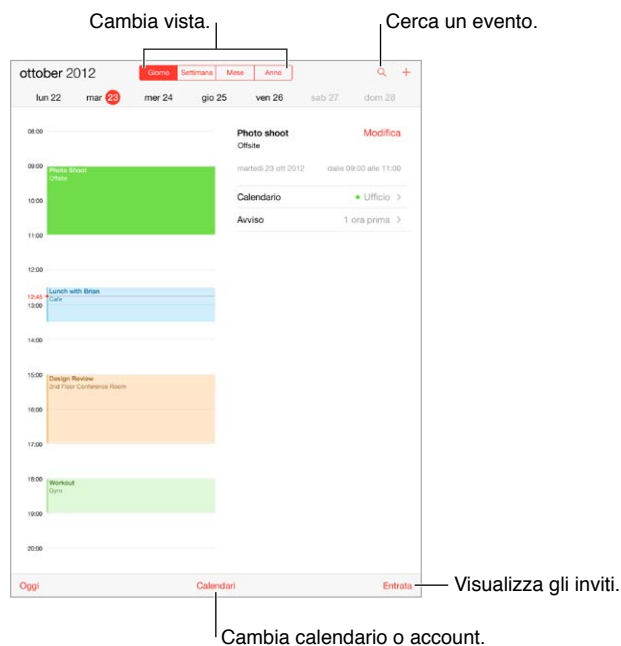 Cambia vista.
Cerca un evento.
ottober 2012
Giorno Settimana Mese Anno
lun 22 mar 23 mer 24 gio 25 ven 26 sab 27 dom 28
08:00
Photo shoot Modifica
Offsite
09:00
Photo Shoot
Offsite
martedì 23 ott 2012 dalle 09:00 alle 11:00
10:00
Calendario Ufficio
Avviso 1 ora prima
11:00
12:00
Lunch with Brian
12:45
Cafe
13:00
14:00
15:00
Design Review
2nd Floor Conference Room
16:00
17:00
18:00
Workout
Gym
19:00
20:00
Oggi Calendari Entrata
Visualizza gli inviti.
Cambia calendario o account.